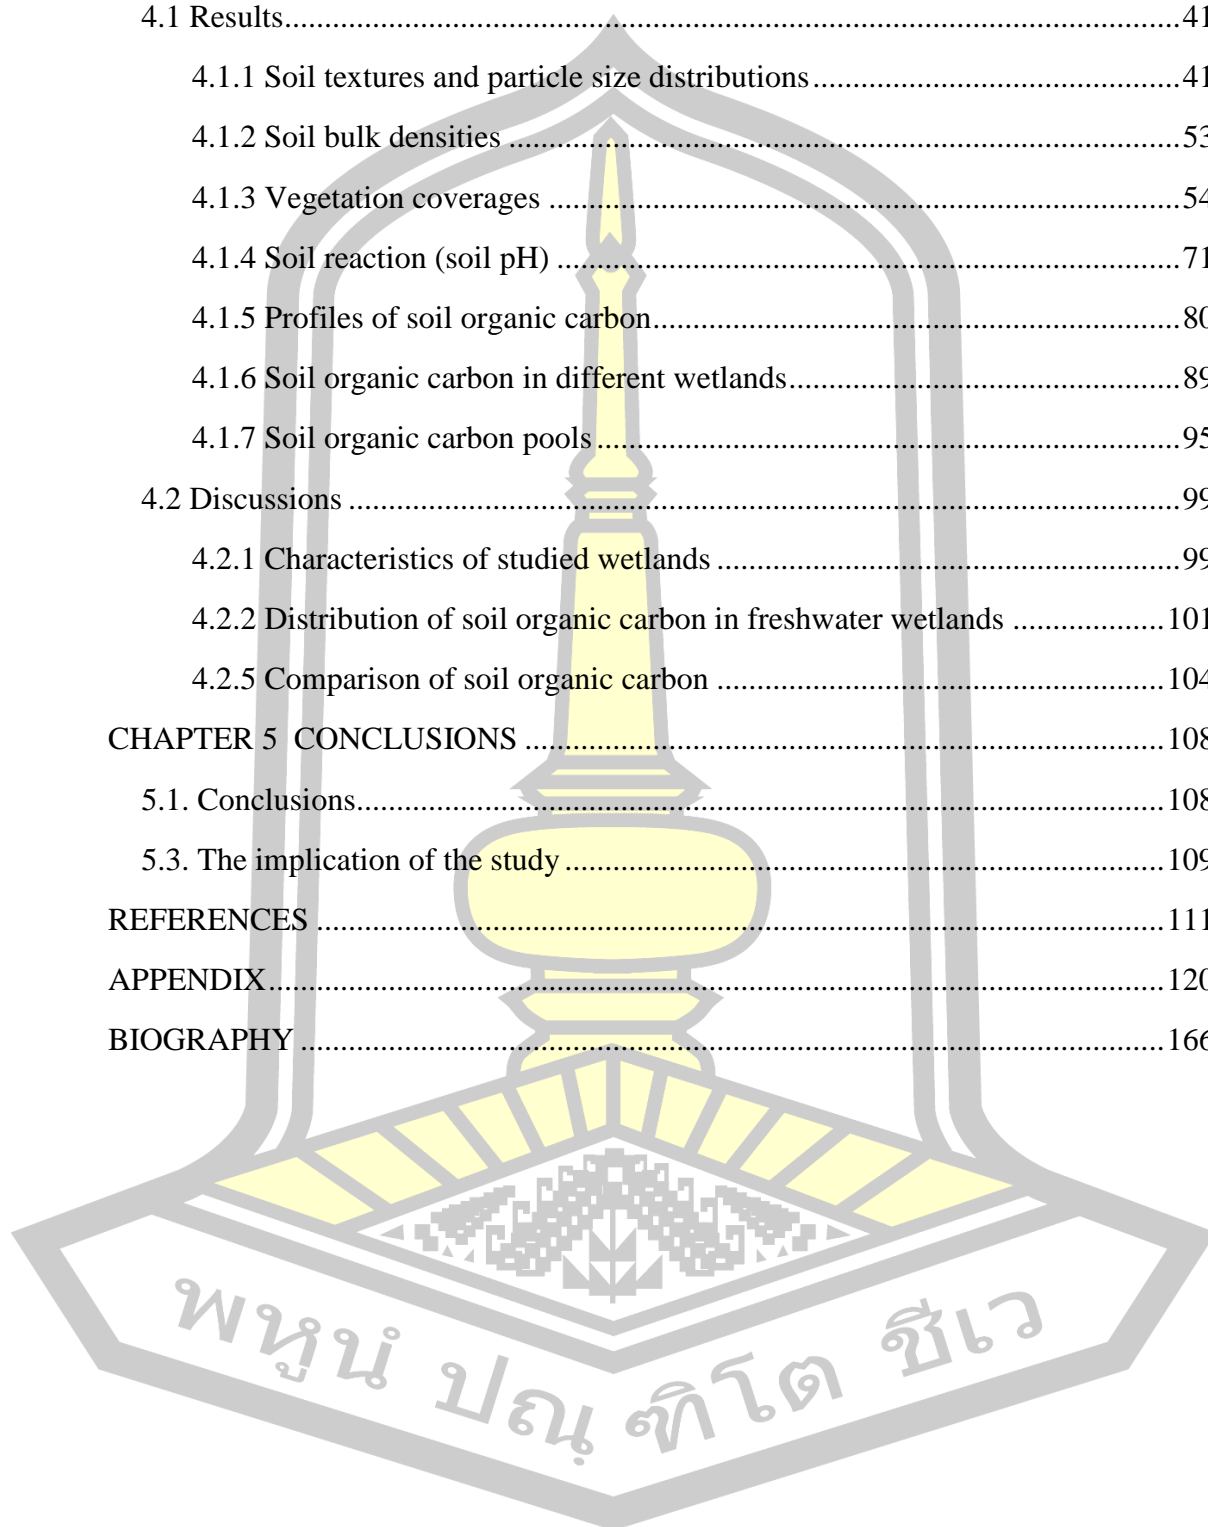 4.1 Results.......................................................................................................41
4.1.1 Soil textures and particle size distributions.........................................41
4.1.2 Soil bulk densities ...............................................................................53
4.1.3 Vegetation coverages ..........................................................................54
4.1.4 Soil reaction (soil pH) .........................................................................71
4.1.5 Profiles of soil organic carbon.............................................................80
4.1.6 Soil organic carbon in different wetlands............................................89
4.1.7 Soil organic carbon pools....................................................................95
4.2 Discussions ...............................................................................................99
4.2.1 Characteristics of studied wetlands .....................................................99
4.2.2 Distribution of soil organic carbon in freshwater wetlands .................101
4.2.5 Comparison of soil organic carbon .....................................................104
CHAPTER 5 CONCLUSIONS .......................................................................108
5.1. Conclusions..............................................................................................108
5.3. The implication of the study.....................................................................109
REFERENCES ................................................................................................111
APPENDIX......................................................................................................120
BIOGRAPHY ..................................................................................................166
พหูนํ ปณฺฑิโต ชีเว